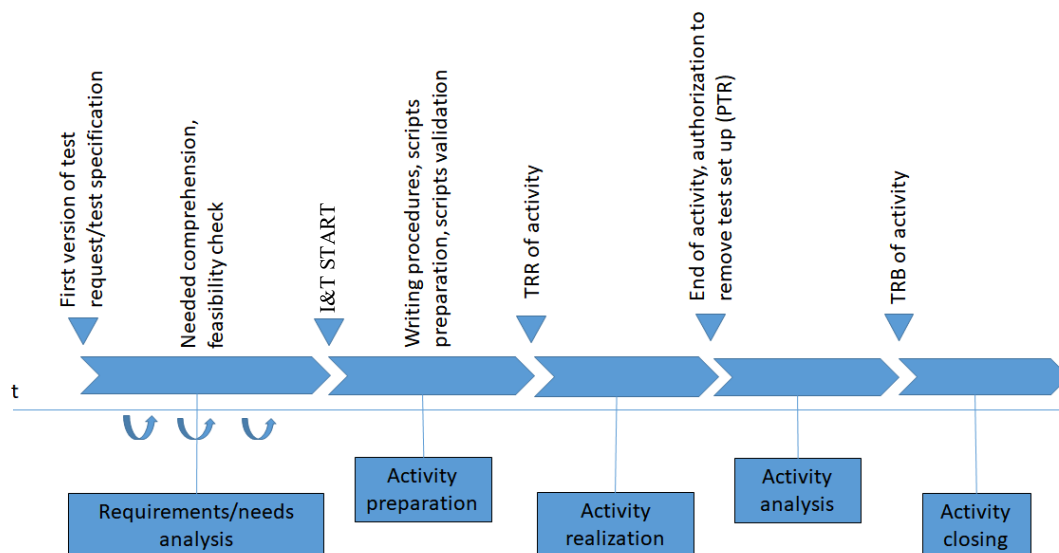 First version of test
request/test specification
Needed comprehension,
feasibility check
I&T START
Writing procedures, scripts
preparation, scripts validation
TRR of activity
End of activity, authorization to
remove test set up (PTR)
TRB of activity
t
Requirements/needs
analysis
Activity
preparation
Activity
realization
Activity
analysis
Activity
closing